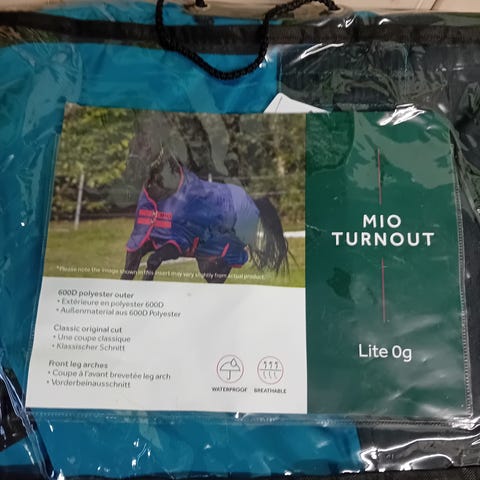 *Please note the image shown in this insert may vary slightly from actual product.
600D polyester outer
• Extérieure en polyester 600D
• Außenmaterial aus 600D Polyester
Classic original cut
• Une coupe classique
• Klassischer Schnitt
Front leg arches
• Coupe à l'avant brevetée leg arch
• Vorderbeinausschnitt
WATERPROOF BREATHABLE
MIO
TURNOUT
Lite 0g